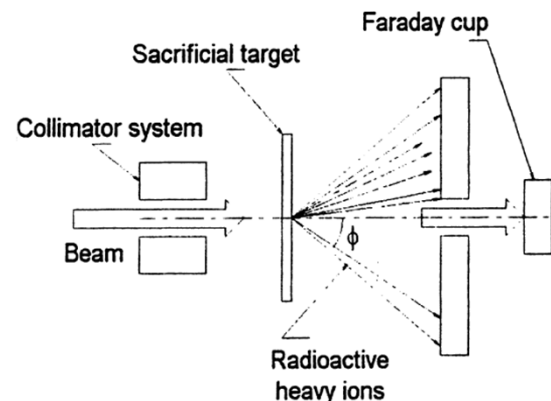 Faraday cup
Sacrificial target
Collimator system
Beam
ϕ
Radioactive
heavy ions